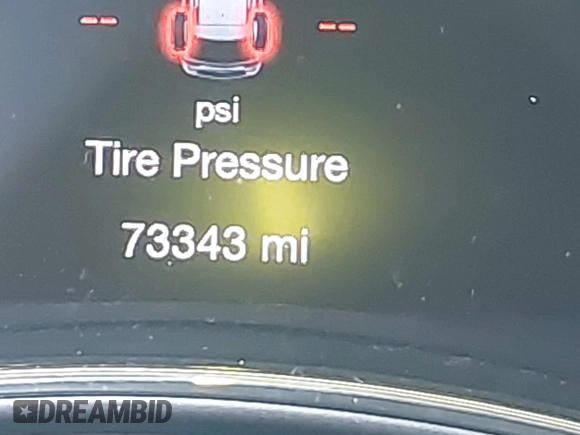 -- --
psi
Tire Pressure
73343 mi
DREAMBID